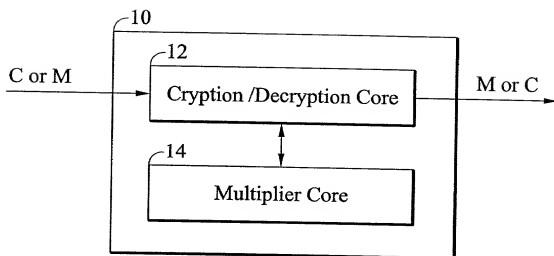 10
12
C or M
Cryption /Decryption Core
M or C
14
Multiplier Core